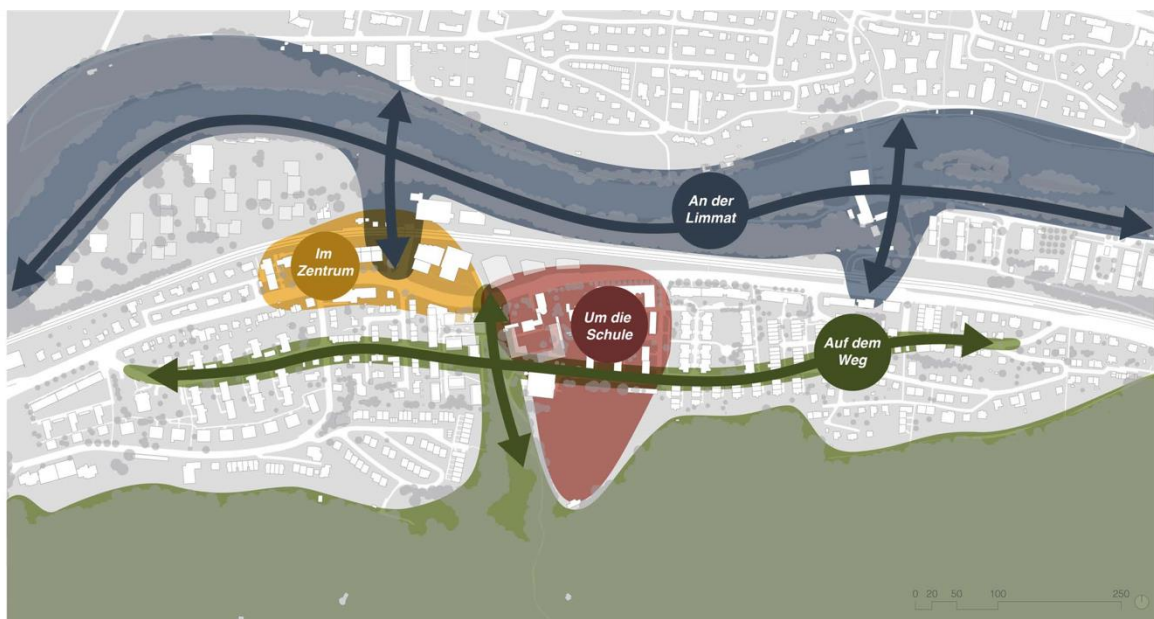 An der
Limmat
Im
Zentrum
Um die
Schule
Auf dem
Weg
0 20 50 100 250